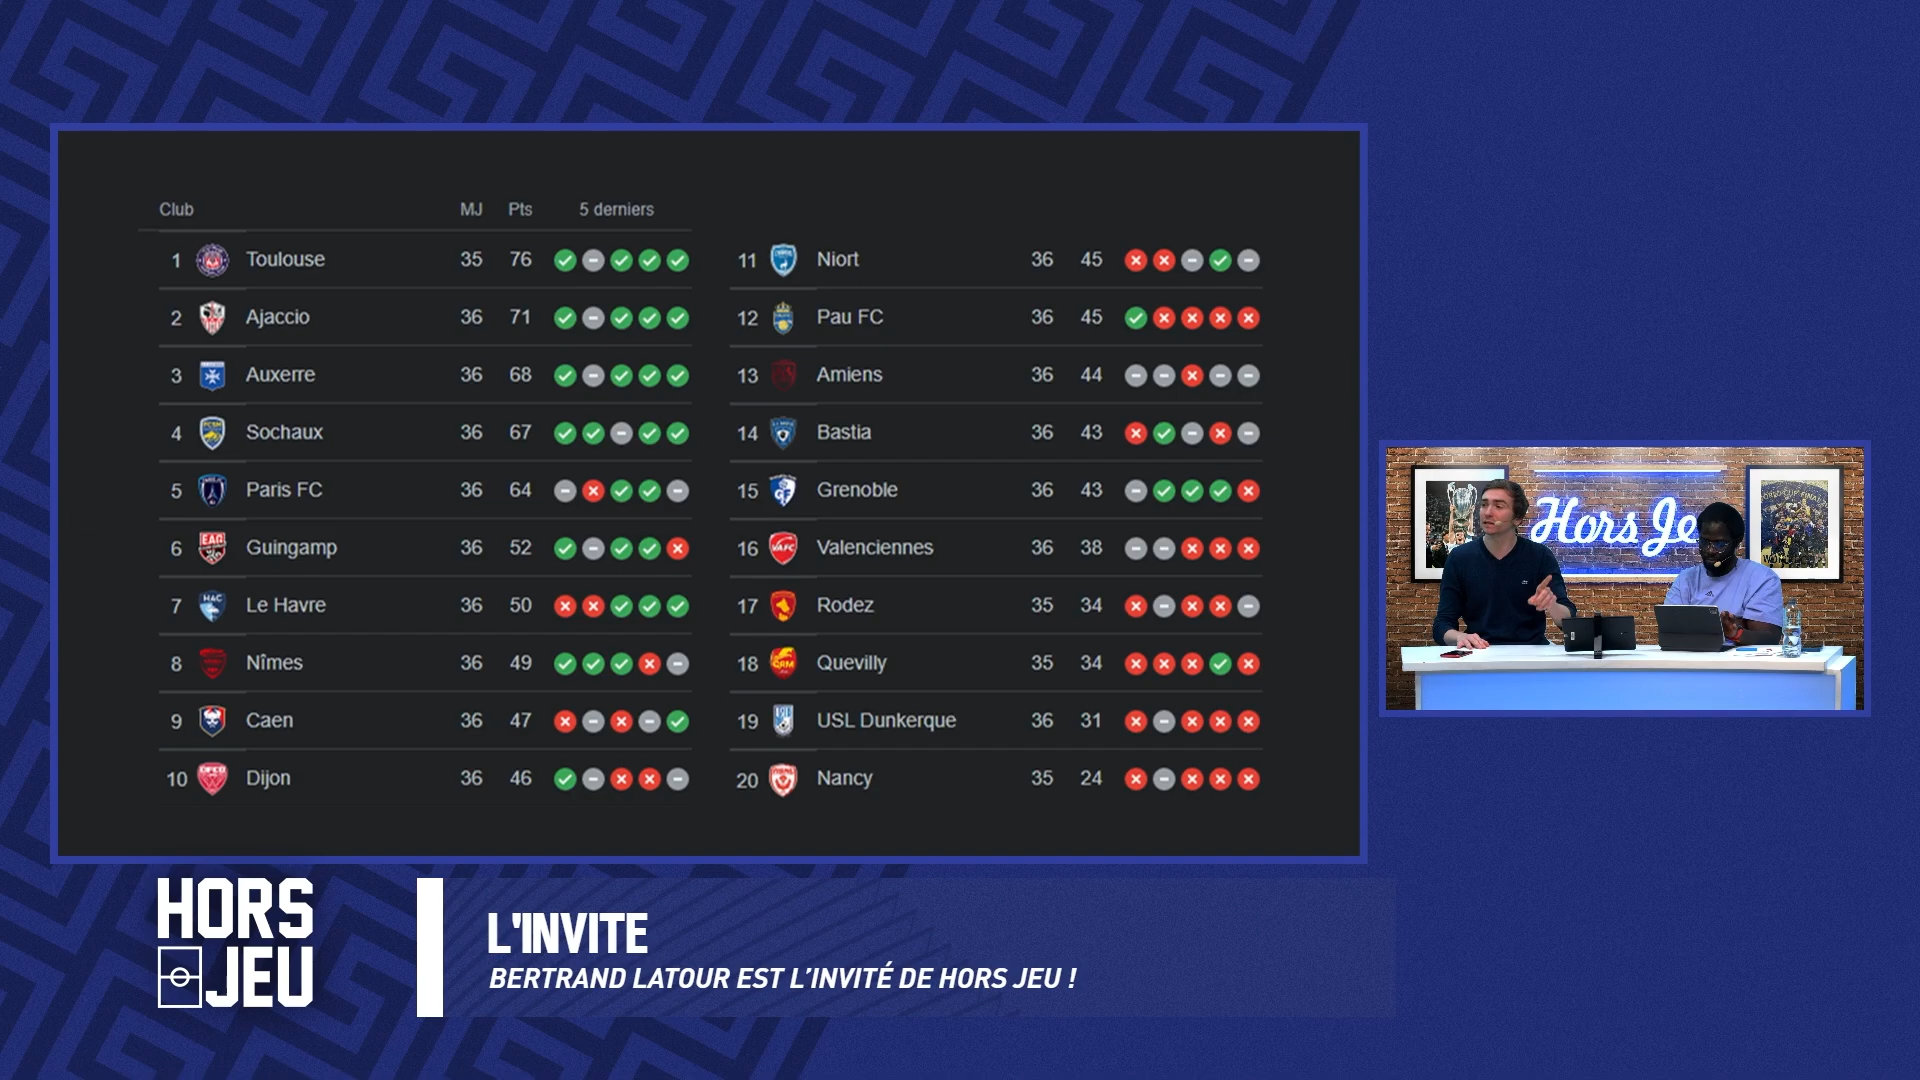 Club MJ Pts 5 derniers
1 Toulouse 35 76
2 Ajaccio 36 71
3 Auxerre 36 68
4 Sochaux 36 67
5 Paris FC 36 64
6 Guingamp 36 52
7 Le Havre 36 50
8 Nîmes 36 49
9 Caen 36 47
10 Dijon 36 46
11 Niort 36 45
12 Pau FC 36 45
13 Amiens 36 44
14 Bastia 36 43
15 Grenoble 36 43
16 Valenciennes 36 38
17 Rodez 35 34
18 Quevilly 35 34
19 USL Dunkerque 36 31
20 Nancy 35 24
Hors Je
HORS
JEU
L'INVITE
BERTRAND LATOUR EST L'INVITÉ DE HORS JEU !